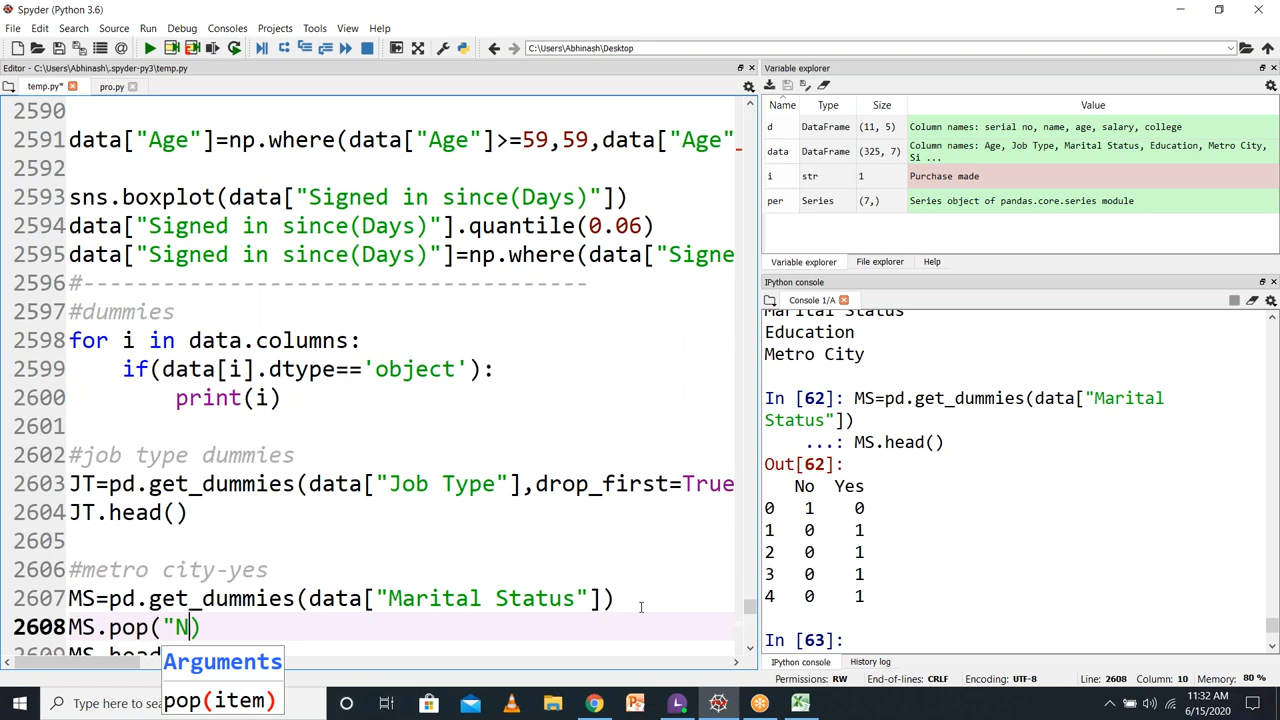 Spyder (Python 3.6)
File Edit Search Source Run Debug Consoles Projects Tools View Help
C:\Users\Abhinash\Desktop
Editor - C:\Users\Abhinash\.spyder-py3\temp.py
temp.py* pro.py
2590
2591 data["Age"]=np.where(data["Age"]>=59,59,data["Age"
2592
2593 sns.boxplot(data["Signed in since(Days)"])
2594 data["Signed in since(Days)"].quantile(0.06)
2595 data["Signed in since(Days)"]=np.where(data["Signe
2596 #--------------------------------------
2597 #dummies
2598 for i in data.columns:
2599 if(data[i].dtype=='object'):
2600 print(i)
2601
2602 #job type dummies
2603 JT=pd.get_dummies(data["Job Type"],drop_first=True
2604 JT.head()
2605
2606 #metro city-yes
2607 MS=pd.get_dummies(data["Marital Status"])
2608 MS.pop("N)
2609 MS.head
Arguments
pop(item)
Variable explorer
Name Type Size Value
d DataFrame (11, 5) Column names: serial no, name, age, salary, college
data DataFrame (325, 7) Column names: Age, Job Type, Marital Status, Education, Metro City,
Si ...
i str 1 Purchase made
per Series (7,) Series object of pandas.core.series module
Variable explorer File explorer Help
IPython console
Console 1/A
Marital Status
Education
Metro City
In [62]: MS=pd.get_dummies(data["Marital
Status"])
...: MS.head()
Out[62]:
No Yes
0 1 0
1 0 1
2 0 1
3 0 1
4 0 1
In [63]:
IPython console History log
Permissions: RW End-of-lines: CRLF Encoding: UTF-8 Line: 2608 Column: 10 Memory: 80 %
Type here to sea
11:32 AM
6/15/2020